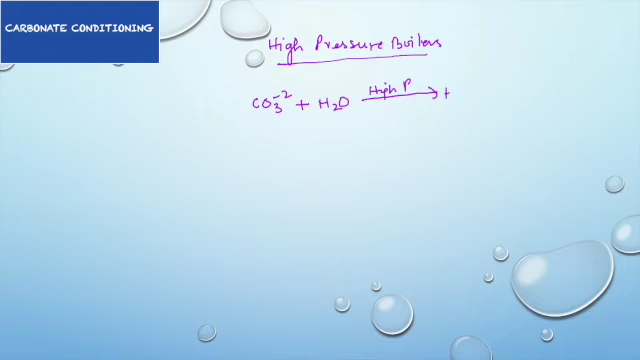 CARBONATE CONDITIONING
High Pressure Boilers
CO₃⁻² + H₂O High P →